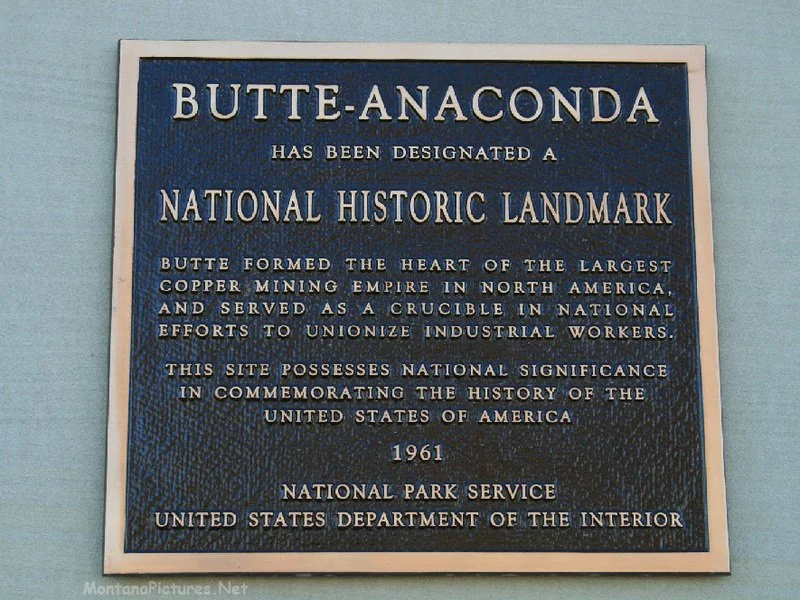 BUTTE-ANACONDA
HAS BEEN DESIGNATED A
NATIONAL HISTORIC LANDMARK
BUTTE FORMED THE HEART OF THE LARGEST
COPPER MINING EMPIRE IN NORTH AMERICA,
AND SERVED AS A CRUCIBLE IN NATIONAL
EFFORTS TO UNIONIZE INDUSTRIAL WORKERS.
THIS SITE POSSESSES NATIONAL SIGNIFICANCE
IN COMMEMORATING THE HISTORY OF THE
UNITED STATES OF AMERICA
1961
NATIONAL PARK SERVICE
UNITED STATES DEPARTMENT OF THE INTERIOR
MontanaPictures.Net